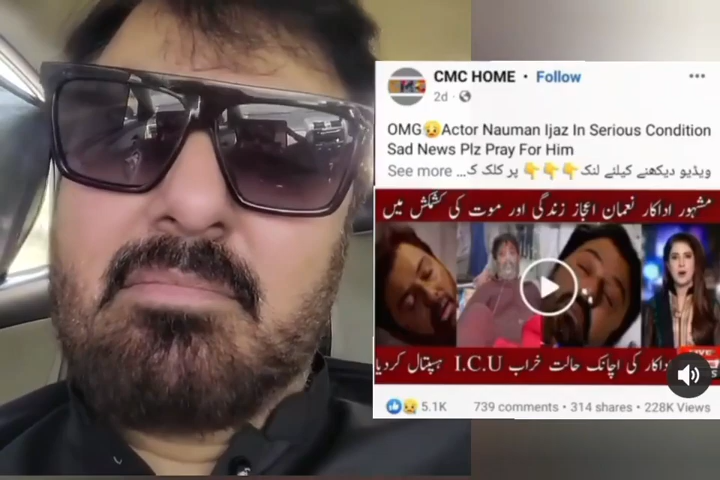 CMC HOME • Follow
2d •
OMG😥Actor Nauman Ijaz In Serious Condition
Sad News Plz Pray For Him
See more ... ویڈیو دیکھنے کیلئے لنک👇👇👇 پر کلک ک
مشہور اداکار نعمان اعجاز زندگی اور موت کی کشمکش میں
اداکار کی اچانک حالت خراب I.C.U ہسپتال کردیا
LIVE
5.1K 739 comments • 314 shares • 228K Views